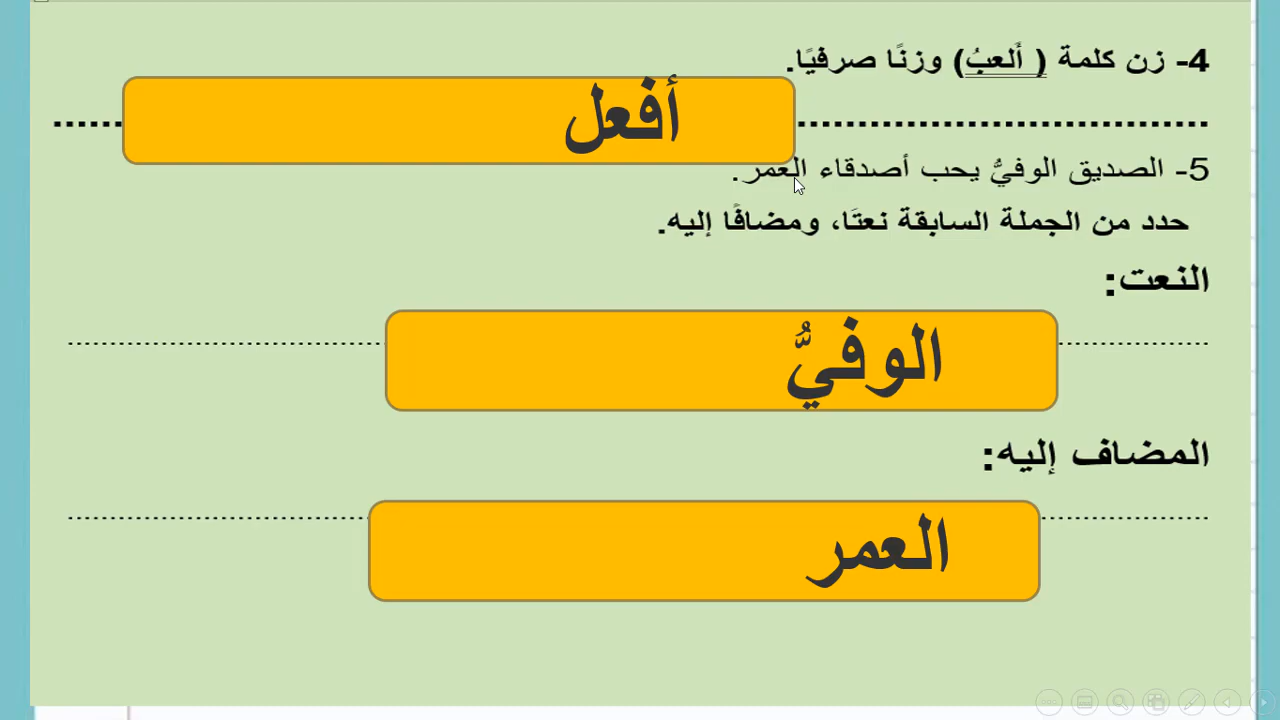 4- زن كلمة ( أَلعبُ) وزنًا صرفيًا.
أفعل
5- الصديق الوفيُّ يحب أصدقاء العمر.
حدد من الجملة السابقة نعتَا، ومضافًا إليه.
النعت:
الوفيُّ
المضاف إليه:
العمر